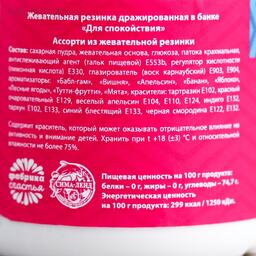 Жевательная резинка дражированная в банке
«Для спокойствия»
Ассорти из жевательной резинки
Состав: сахарная пудра, жевательная основа, глюкоза, патока крахмальная,
антислеживающий агент (тальк пищевой) Е553b, регулятор кислотности
(лимонная кислота) Е330, глазирователь (воск карнаубский) Е903, Е904,
ароматизаторы: «Бабл-гам», «Вишня», «Апельсин», «Банан», «Яблоко»,
«Лесные ягоды», «Тутти-фрутти», «Мята», красители: тартразин Е102, красный
очаровательный Е129, веселый апельсин Е104, Е110, Е124, индиго Е132,
тартрук Е102, Е133, синий блестящий Е133, черная смородина Е122, Е132.
Содержит краситель, который может оказывать отрицательное влияние на
активность и внимание детей. Хранить при t +18 (±3) °C и относительной влажности не
более 75%.
фабрика
счастья
СИМА-ЛЕНД
Пищевая ценность на 100 г продукта:
белки – 0 г, жиры – 0 г, углеводы – 74,7 г.
Энергетическая ценность
на 100 г продукта: 299 ккал / 1250 кДж.